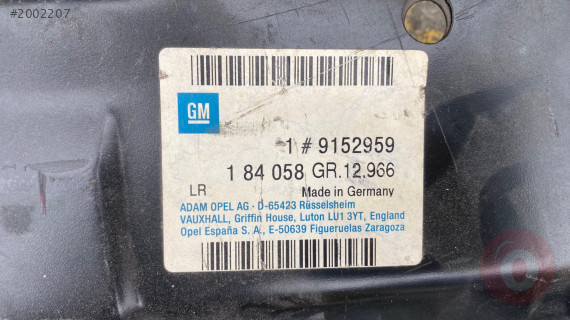 #2002207
GM
1 # 9152959
1 84 058 GR.12.966
LR Made in Germany
ADAM OPEL AG · D-65423 Rüsselsheim
VAUXHALL, Griffin House, Luton LU1 3YT, England
Opel España S. A., E-50639 Figueruelas Zaragoza